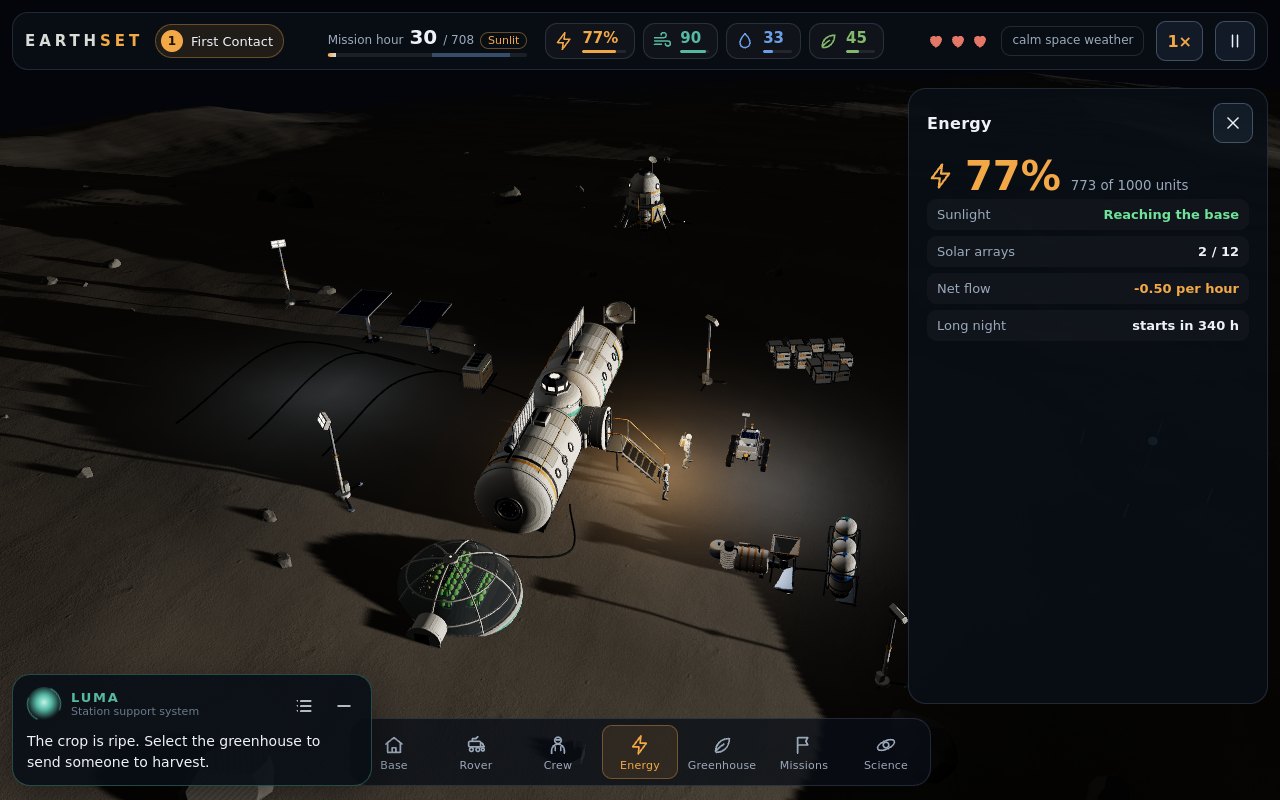 EARTHSET
1 First Contact
Mission hour 30 / 708 Sunlit
77%
90
33
45
calm space weather
1×
Energy
77% 773 of 1000 units
Sunlight Reaching the base
Solar arrays 2 / 12
Net flow -0.50 per hour
Long night starts in 340 h
LUMA
Station support system
The crop is ripe. Select the greenhouse to
send someone to harvest.
Base
Rover
Crew
Energy
Greenhouse
Missions
Science